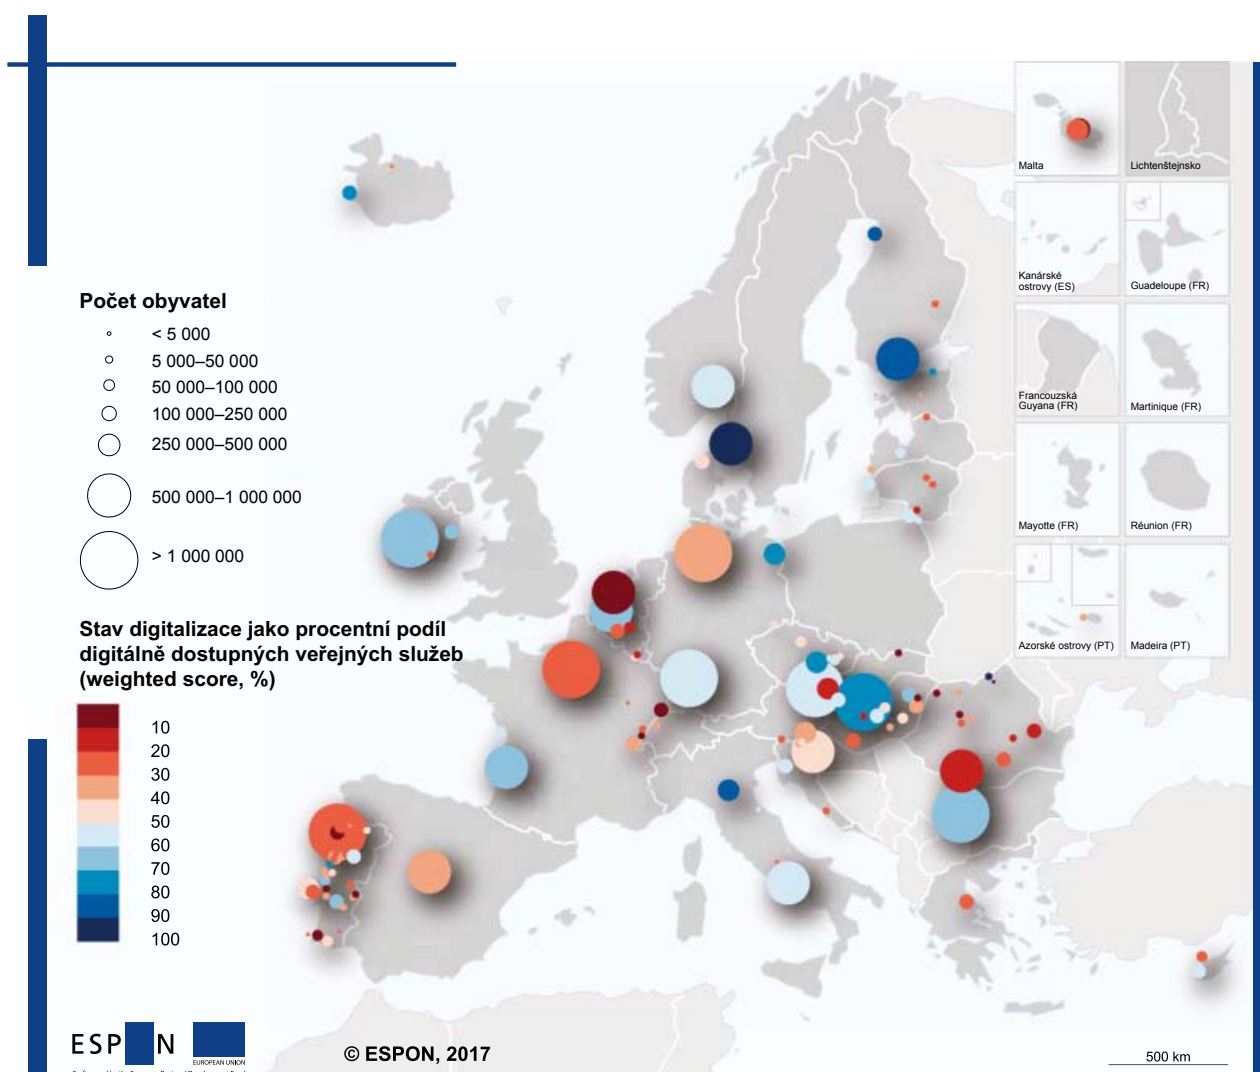 Počet obyvatel
< 5 000
5 000–50 000
50 000–100 000
100 000–250 000
250 000–500 000
500 000–1 000 000
> 1 000 000
Stav digitalizace jako procentní podíl
digitálně dostupných veřejných služeb
(weighted score, %)
10
20
30
40
50
60
70
80
90
100
Malta
Lichtenštejnsko
Kanárské
ostrovy (ES)
Guadeloupe (FR)
Francouzská
Guyana (FR)
Martinique (FR)
Mayotte (FR)
Réunion (FR)
Azorské ostrovy (PT)
Madeira (PT)
ESP N
EUROPEAN UNION
© ESPON, 2017
500 km